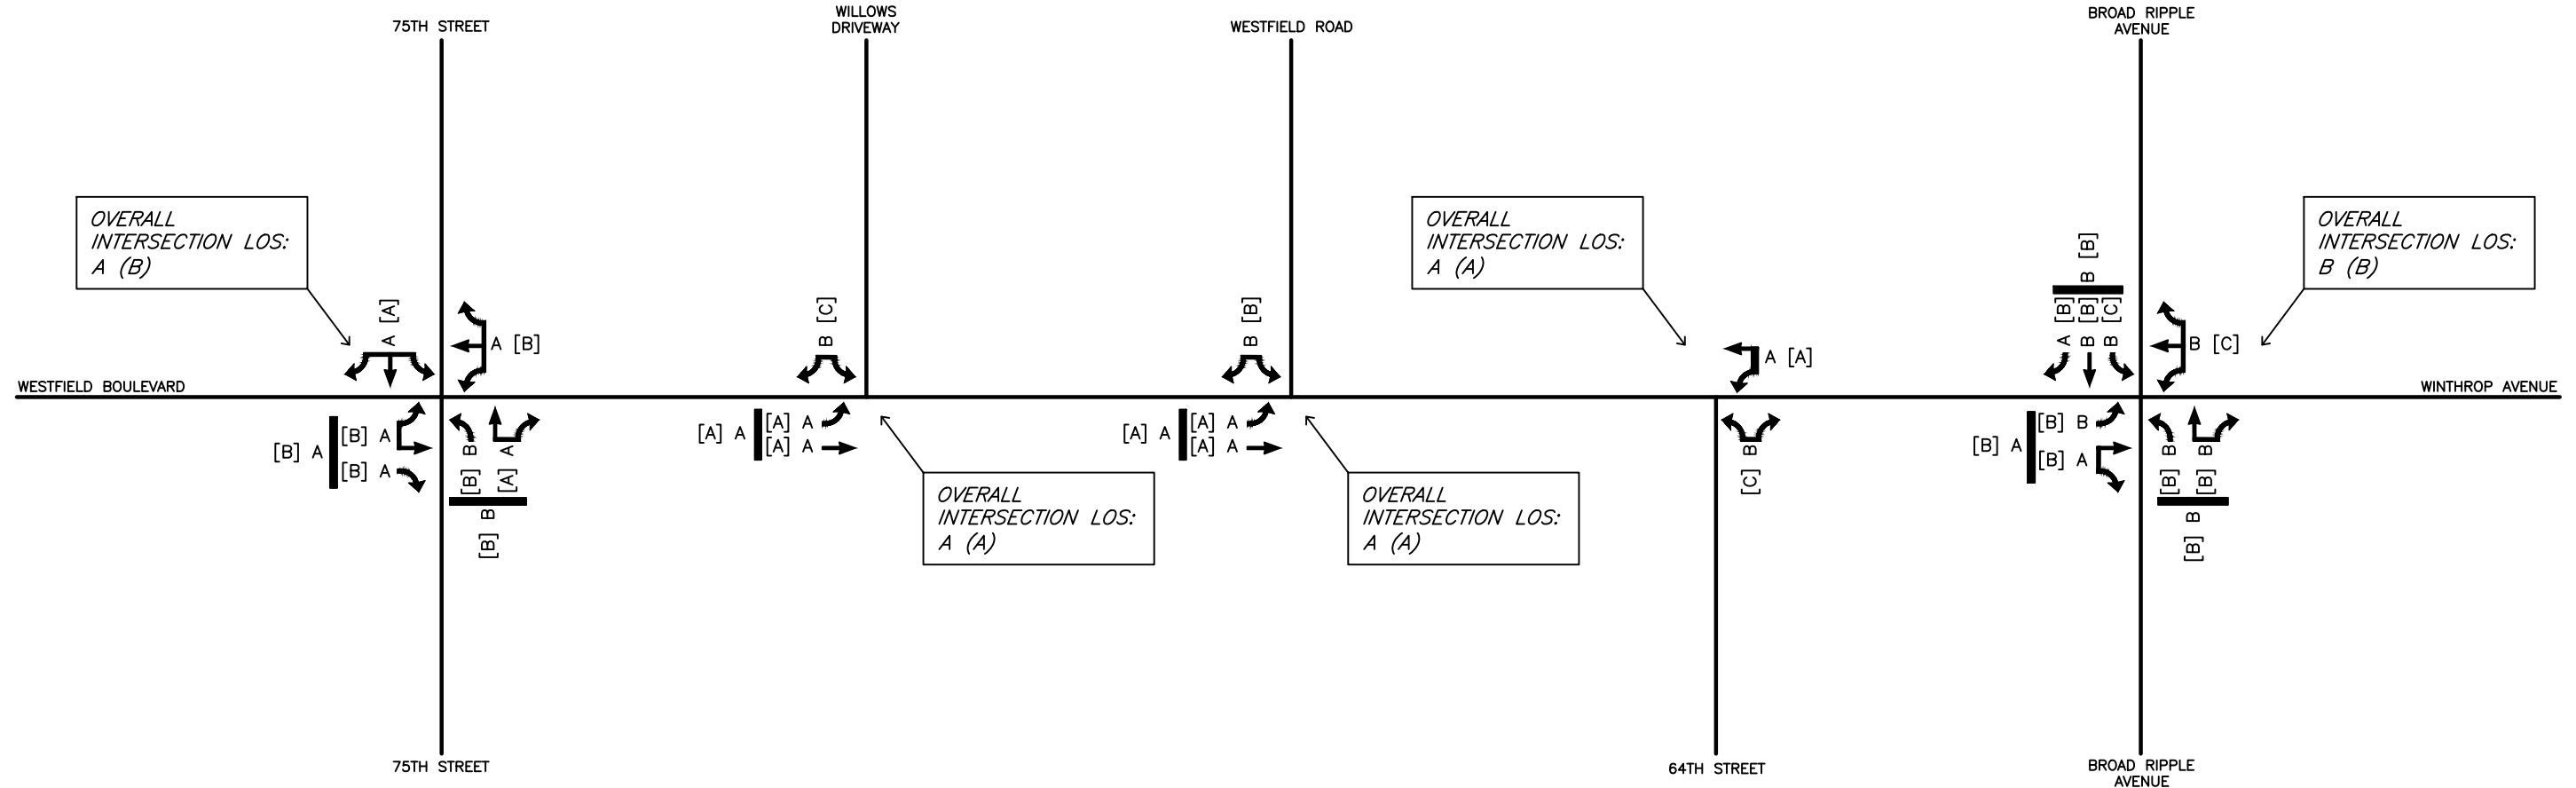 WILLOWS
DRIVEWAY
BROAD RIPPLE
AVENUE
75TH STREET
WESTFIELD ROAD
OVERALL
INTERSECTION LOS:
A (B)
OVERALL
INTERSECTION LOS:
A (A)
OVERALL
INTERSECTION LOS:
B (B)
A [A]
A [B]
B [C]
B [B]
A [A]
B [B]
A [B]
B [B]
B [C]
B [C]
WESTFIELD BOULEVARD
WINTHROP AVENUE
[B] A
[B] A
[B] A
[B] B
[A] A
[B] B
[A] A
[A] A
[A] A
[A] A
[A] A
[A] A
[C] B
[B] A
[B] B
[B] A
[B] B
[B] B
[B] B
OVERALL
INTERSECTION LOS:
A (A)
OVERALL
INTERSECTION LOS:
A (A)
75TH STREET
64TH STREET
BROAD RIPPLE
AVENUE